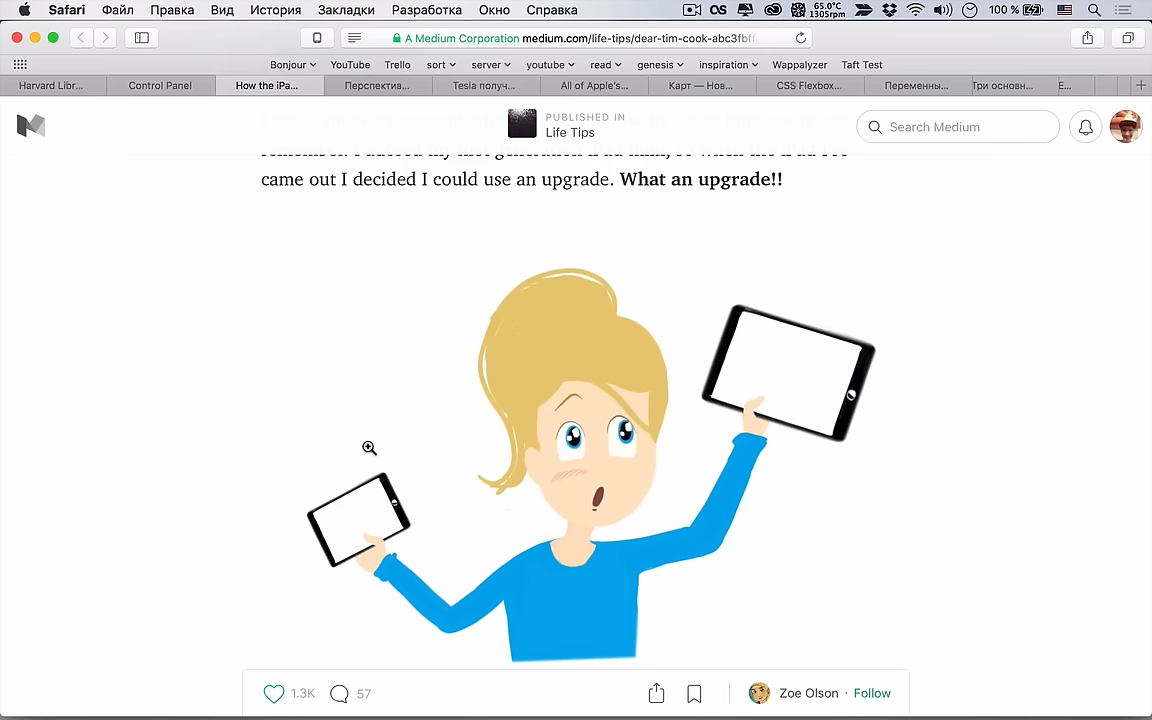 Safari Файл Правка Вид История Закладки Разработка Окно Справка OS 65.0°C 1305rpm 100 %
A Medium Corporation medium.com/life-tips/dear-tim-cook-abc3fbff
Bonjour YouTube Trello sort server youtube read genesis inspiration Wappalyzer Taft Test
Harvard Libr... Control Panel How the iPa... Перспектив... Tesla получ... All of Apple's... Карт — Нов... CSS Flexbox... Переменны... Три основн... Е...
PUBLISHED IN
Life Tips
Search Medium
came out I decided I could use an upgrade. What an upgrade!!
1.3K 57 Zoe Olson · Follow